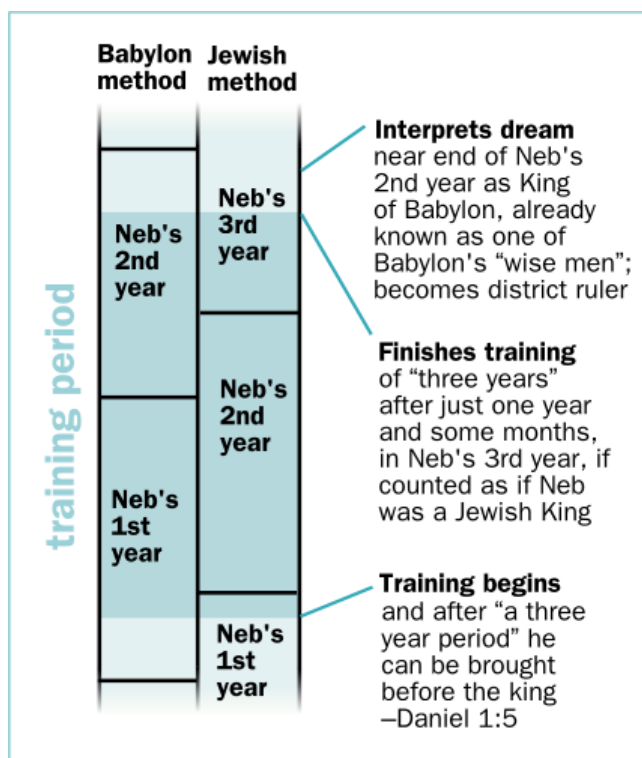 Babylon
method
Jewish
method
Interprets dream
near end of Neb's
2nd year as King
of Babylon, already
known as one of
Babylon's “wise men”;
becomes district ruler
Neb's
3rd
year
Neb's
2nd
year
training period
Finishes training
of “three years”
after just one year
and some months,
in Neb's 3rd year, if
counted as if Neb
was a Jewish King
Neb's
2nd
year
Neb's
1st
year
Training begins
and after “a three
year period” he
can be brought
before the king
–Daniel 1:5
Neb's
1st
year